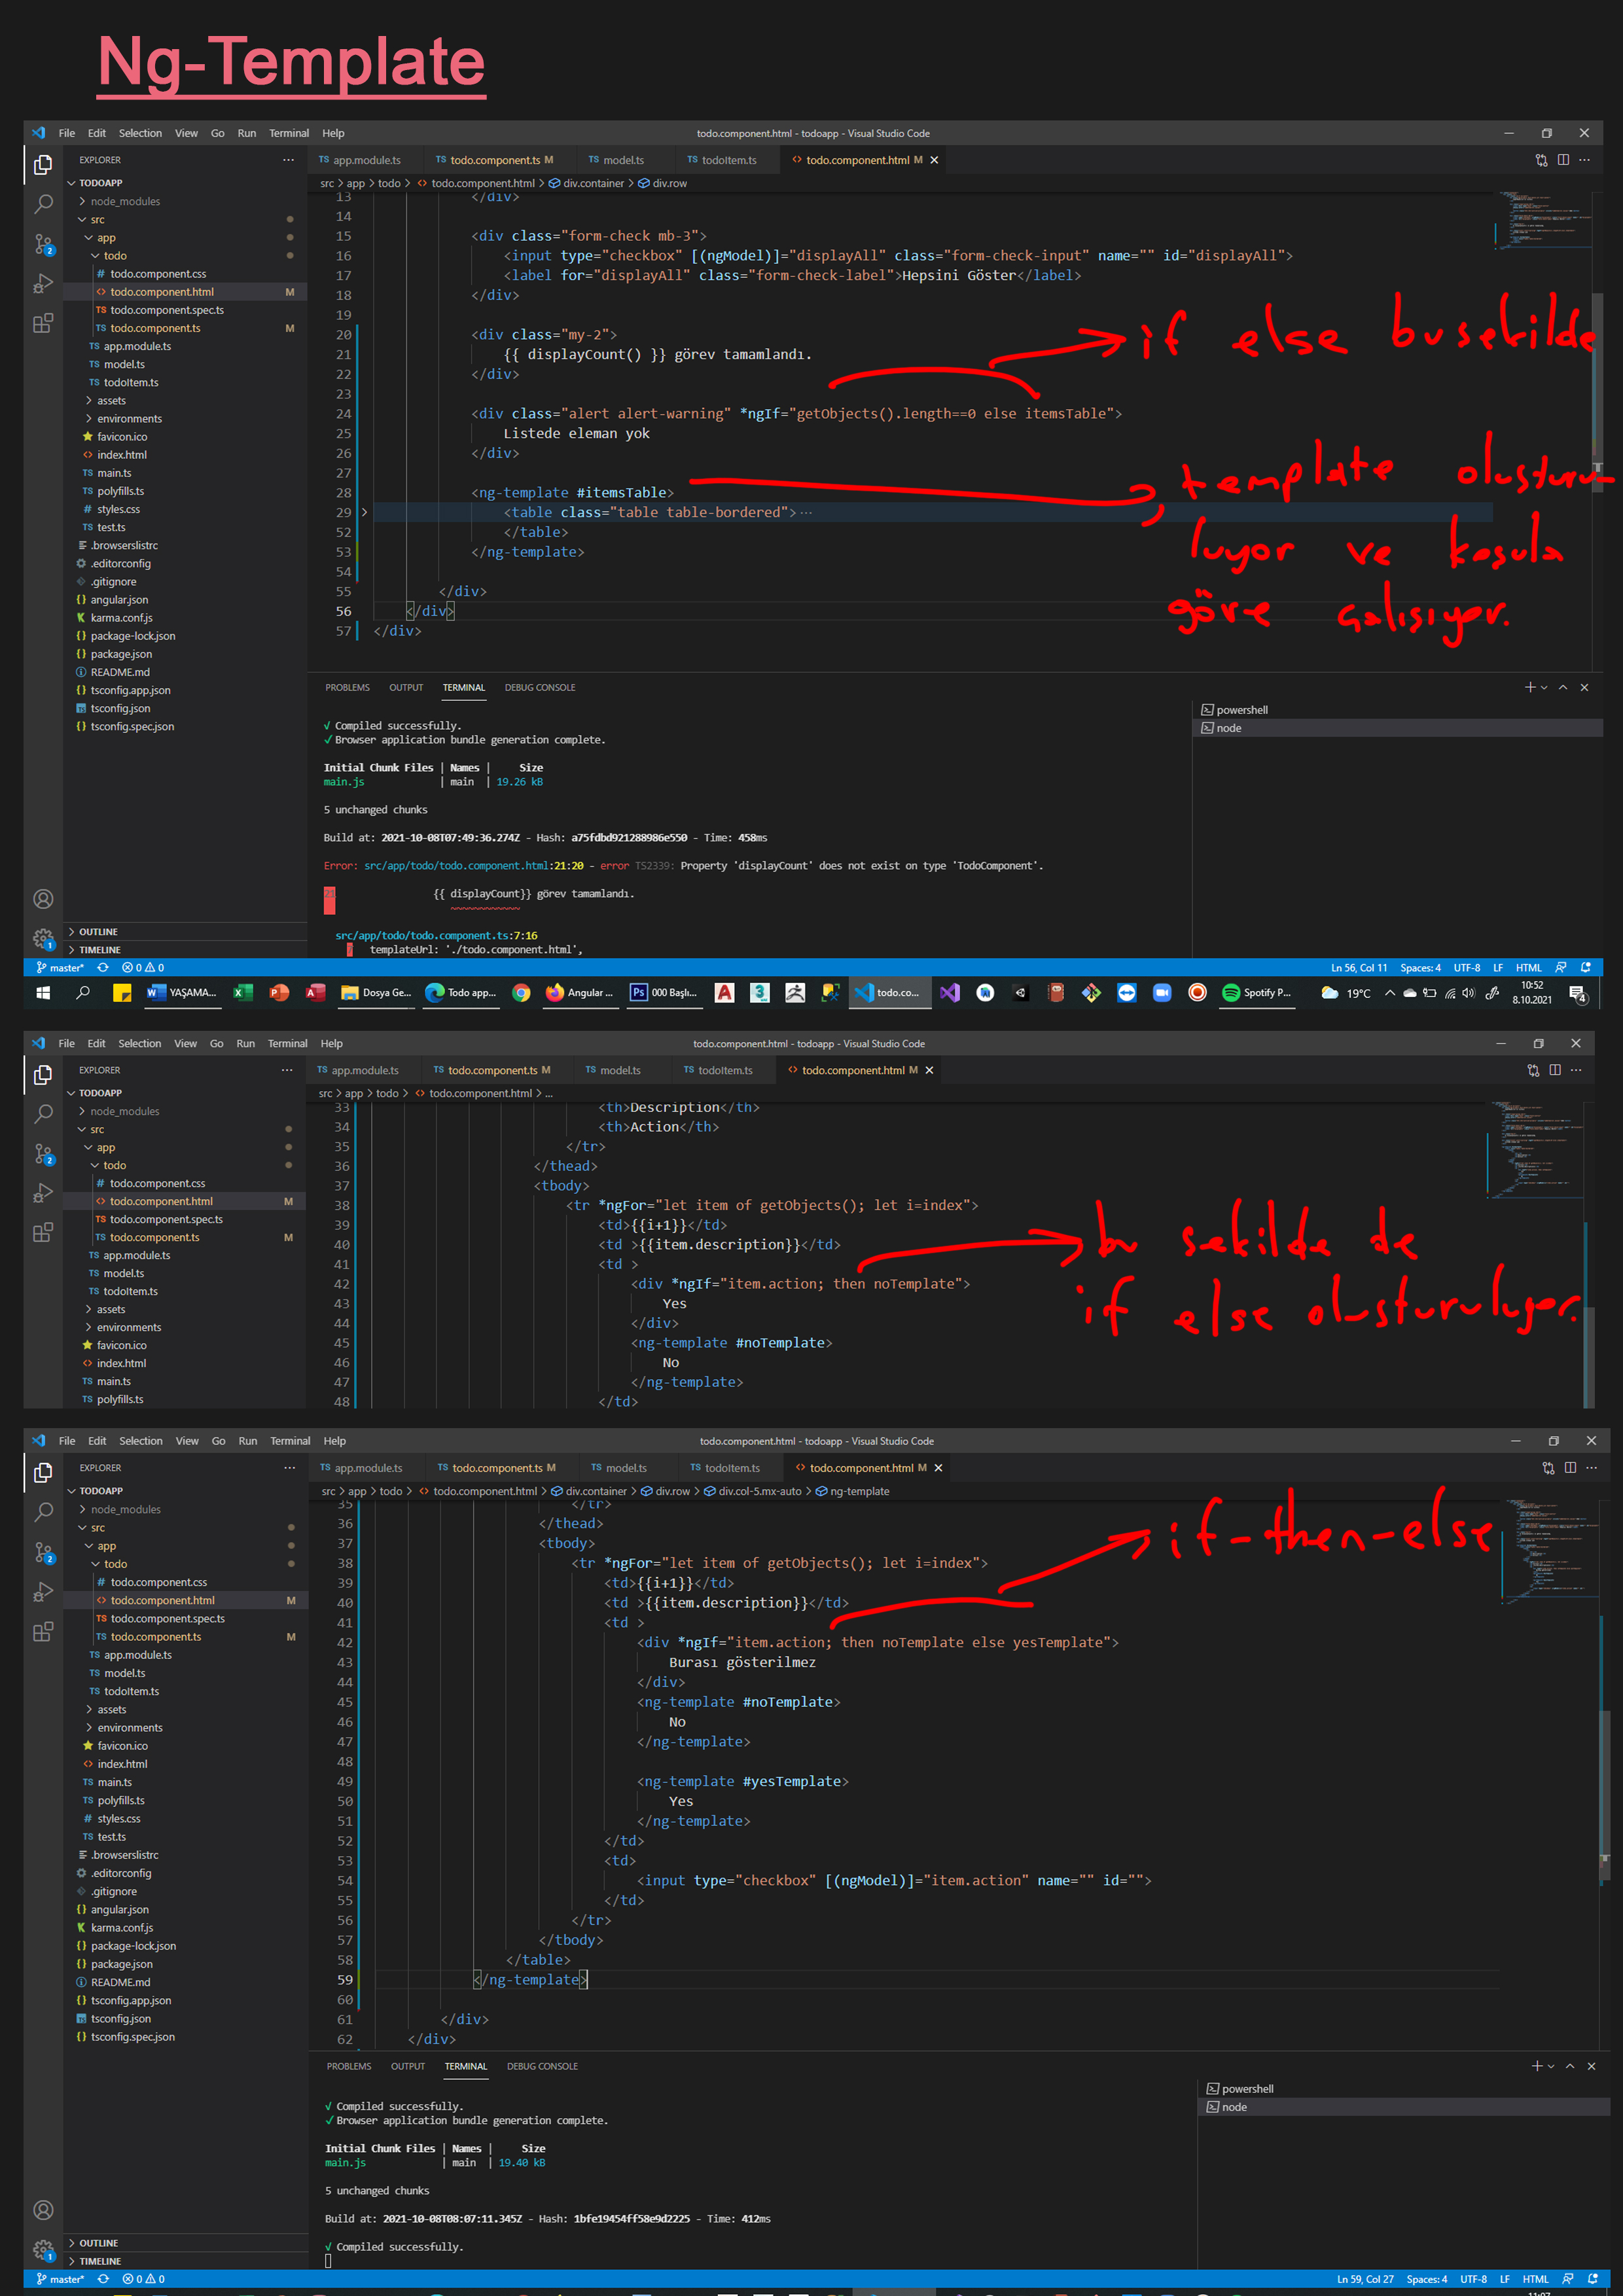 Ng-Template
File Edit Selection View Go Run Terminal Help
todo.component.html - todoapp - Visual Studio Code
EXPLORER
app.module.ts
todo.component.ts M
model.ts
todoItem.ts
todo.component.html M
TODOAPP
src > app > todo > todo.component.html > div.container > div.row
node_modules
src
app
todo
todo.component.css
todo.component.html M
todo.component.spec.ts
todo.component.ts M
app.module.ts
model.ts
todoItem.ts
assets
environments
favicon.ico
index.html
main.ts
polyfills.ts
styles.css
test.ts
.browserslistrc
.editorconfig
.gitignore
angular.json
karma.conf.js
package-lock.json
package.json
README.md
tsconfig.app.json
tsconfig.json
tsconfig.spec.json
OUTLINE
TIMELINE
13 </div>
14
15 <div class="form-check mb-3">
16 <input type="checkbox" [(ngModel)]="displayAll" class="form-check-input" name="" id="displayAll">
17 <label for="displayAll" class="form-check-label">Hepsini Göster</label>
18 </div>
19
20 <div class="my-2">
21 {{ displayCount() }} görev tamamlandı.
22 </div>
23
24 <div class="alert alert-warning" *ngIf="getObjects().length==0 else itemsTable">
25 Listede eleman yok
26 </div>
27
28 <ng-template #itemsTable>
29 <table class="table table-bordered"> ...
52 </table>
53 </ng-template>
54
55 </div>
56 </div>
57 </div>
if else bu sekilde
template olusturu-
luyor ve kosula
göre calısıyor.
PROBLEMS OUTPUT TERMINAL DEBUG CONSOLE
powershell
node
√ Compiled successfully.
✓ Browser application bundle generation complete.
Initial Chunk Files | Names | Size
main.js | main | 19.26 kB
5 unchanged chunks
Build at: 2021-10-08T07:49:36.274Z - Hash: a75fdbd921288986e550 - Time: 458ms
Error: src/app/todo/todo.component.html:21:20 - error TS2339: Property 'displayCount' does not exist on type 'TodoComponent'.
21 {{ displayCount}} görev tamamlandı.
~~~~~~~~~~~~
src/app/todo/todo.component.ts:7:16
7 templateUrl: './todo.component.html',
master* 0 0
Ln 56, Col 11 Spaces: 4 UTF-8 LF HTML
YAŞAMA... Dosya Ge... Todo app... Angular ... 000 Başlı... todo.co... Spotify P... 19°C
10:52
8.10.2021
File Edit Selection View Go Run Terminal Help
todo.component.html - todoapp - Visual Studio Code
EXPLORER
app.module.ts
todo.component.ts M
model.ts
todoItem.ts
todo.component.html M
TODOAPP
src > app > todo > todo.component.html > ...
node_modules
src
app
todo
todo.component.css
todo.component.html M
todo.component.spec.ts
todo.component.ts M
app.module.ts
model.ts
todoItem.ts
assets
environments
favicon.ico
index.html
main.ts
polyfills.ts
33 <th>Description</th>
34 <th>Action</th>
35 </tr>
36 </thead>
37 <tbody>
38 <tr *ngFor="let item of getObjects(); let i=index">
39 <td>{{i+1}}</td>
40 <td >{{item.description}}</td>
41 <td >
42 <div *ngIf="item.action; then noTemplate">
43 Yes
44 </div>
45 <ng-template #noTemplate>
46 No
47 </ng-template>
48 </td>
bu sekilde de
if else olusturuluyor.
File Edit Selection View Go Run Terminal Help
todo.component.html - todoapp - Visual Studio Code
EXPLORER
app.module.ts
todo.component.ts M
model.ts
todoItem.ts
todo.component.html M
TODOAPP
src > app > todo > todo.component.html > div.container > div.row > div.col-5.mx-auto > ng-template
node_modules
src
app
todo
todo.component.css
todo.component.html M
todo.component.spec.ts
todo.component.ts M
app.module.ts
model.ts
todoItem.ts
assets
environments
favicon.ico
index.html
main.ts
polyfills.ts
styles.css
test.ts
.browserslistrc
.editorconfig
.gitignore
angular.json
karma.conf.js
package-lock.json
package.json
README.md
tsconfig.app.json
tsconfig.json
tsconfig.spec.json
OUTLINE
TIMELINE
35 </tr>
36 </thead>
37 <tbody>
38 <tr *ngFor="let item of getObjects(); let i=index">
39 <td>{{i+1}}</td>
40 <td >{{item.description}}</td>
41 <td >
42 <div *ngIf="item.action; then noTemplate else yesTemplate">
43 Burası gösterilmez
44 </div>
45 <ng-template #noTemplate>
46 No
47 </ng-template>
48
49 <ng-template #yesTemplate>
50 Yes
51 </ng-template>
52 </td>
53 <td>
54 <input type="checkbox" [(ngModel)]="item.action" name="" id="">
55 </td>
56 </tr>
57 </tbody>
58 </table>
59 </ng-template>
60
61 </div>
62 </div>
if-then-else
PROBLEMS OUTPUT TERMINAL DEBUG CONSOLE
powershell
node
√ Compiled successfully.
✓ Browser application bundle generation complete.
Initial Chunk Files | Names | Size
main.js | main | 19.40 kB
5 unchanged chunks
Build at: 2021-10-08T08:07:11.345Z - Hash: 1bfe19454ff58e9d2225 - Time: 412ms
√ Compiled successfully.
master* 0 0
Ln 59, Col 27 Spaces: 4 UTF-8 LF HTML